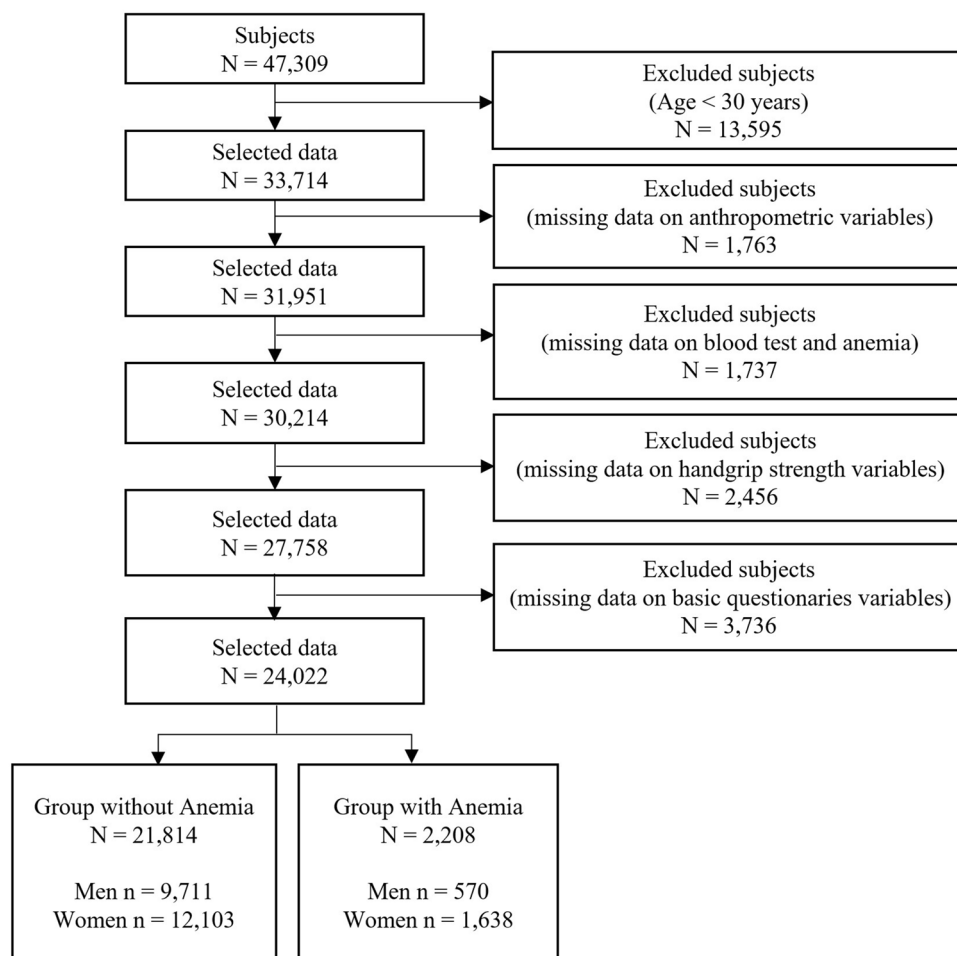 Subjects
N = 47,309
Excluded subjects
(Age < 30 years)
N = 13,595
Selected data
N = 33,714
Excluded subjects
(missing data on anthropometric variables)
N = 1,763
Selected data
N = 31,951
Excluded subjects
(missing data on blood test and anemia)
N = 1,737
Selected data
N = 30,214
Excluded subjects
(missing data on handgrip strength variables)
N = 2,456
Selected data
N = 27,758
Excluded subjects
(missing data on basic questionaries variables)
N = 3,736
Selected data
N = 24,022
Group without Anemia
N = 21,814
Men n = 9,711
Women n = 12,103
Group with Anemia
N = 2,208
Men n = 570
Women n = 1,638